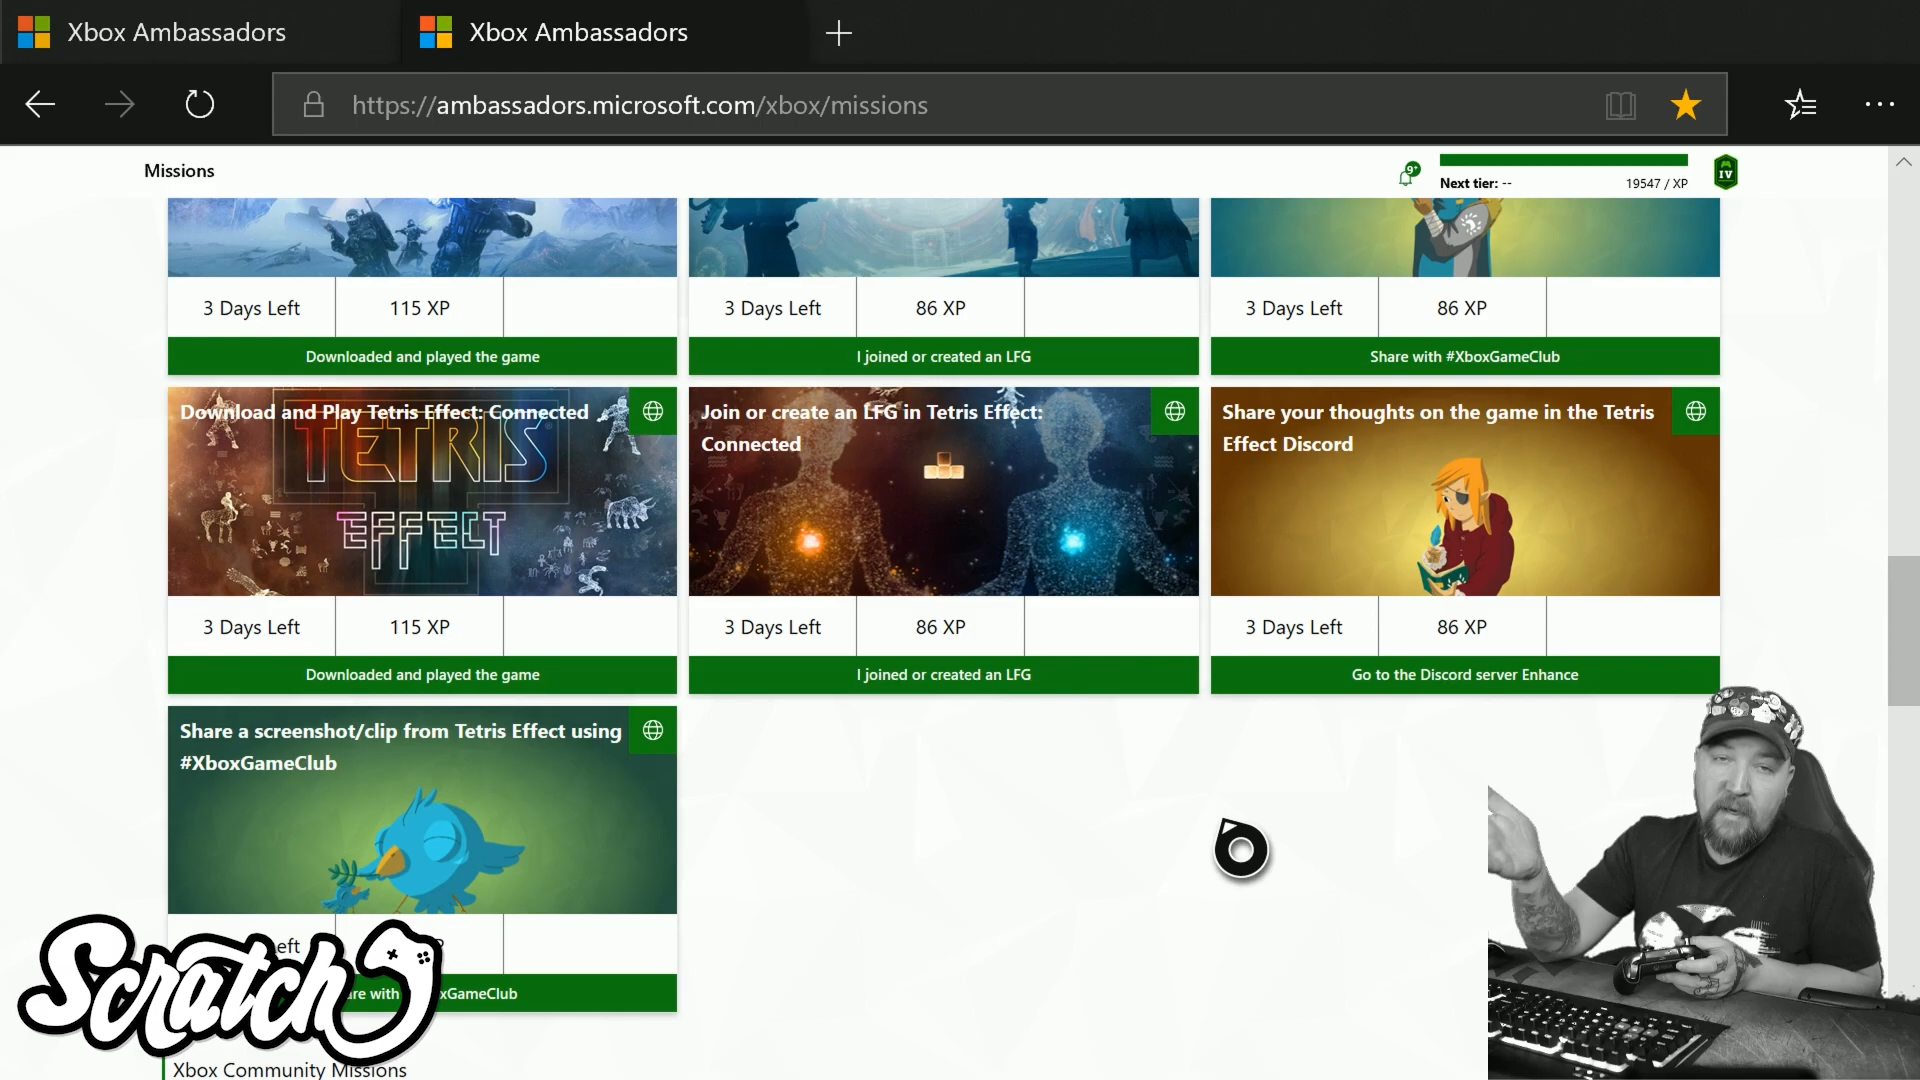 Xbox Ambassadors
Xbox Ambassadors
https://ambassadors.microsoft.com/xbox/missions
Missions
9+
Next tier: --
19547 / XP
IV
3 Days Left
115 XP
3 Days Left
86 XP
3 Days Left
86 XP
Downloaded and played the game
I joined or created an LFG
Share with #XboxGameClub
Download and Play Tetris Effect: Connected
TETRIS
EFFECT
Join or create an LFG in Tetris Effect:
Connected
Share your thoughts on the game in the Tetris
Effect Discord
3 Days Left
115 XP
3 Days Left
86 XP
3 Days Left
86 XP
Downloaded and played the game
I joined or created an LFG
Go to the Discord server Enhance
Share a screenshot/clip from Tetris Effect using
#XboxGameClub
Scratch
Xbox Community Missions